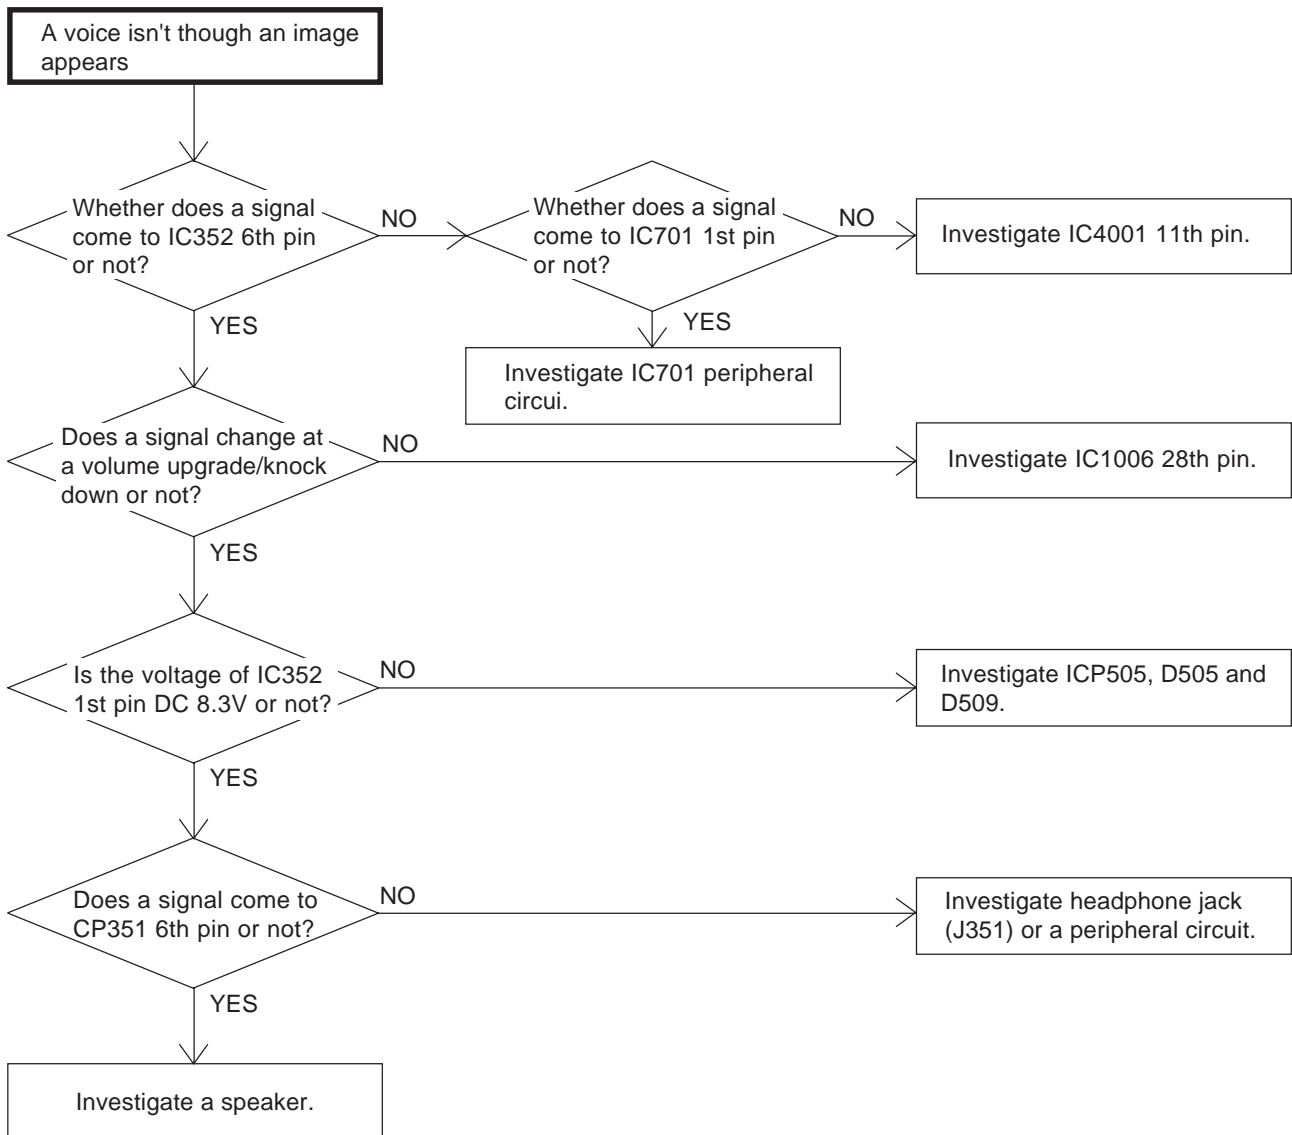 A voice isn't though an image
appears
Whether does a signal
come to IC352 6th pin
or not?
NO
Whether does a signal
come to IC701 1st pin
or not?
NO
Investigate IC4001 11th pin.
YES
YES
Investigate IC701 peripheral
circui.
Does a signal change at
a volume upgrade/knock
down or not?
NO
Investigate IC1006 28th pin.
YES
Is the voltage of IC352
1st pin DC 8.3V or not?
NO
Investigate ICP505, D505 and
D509.
YES
Does a signal come to
CP351 6th pin or not?
NO
Investigate headphone jack
(J351) or a peripheral circuit.
YES
Investigate a speaker.